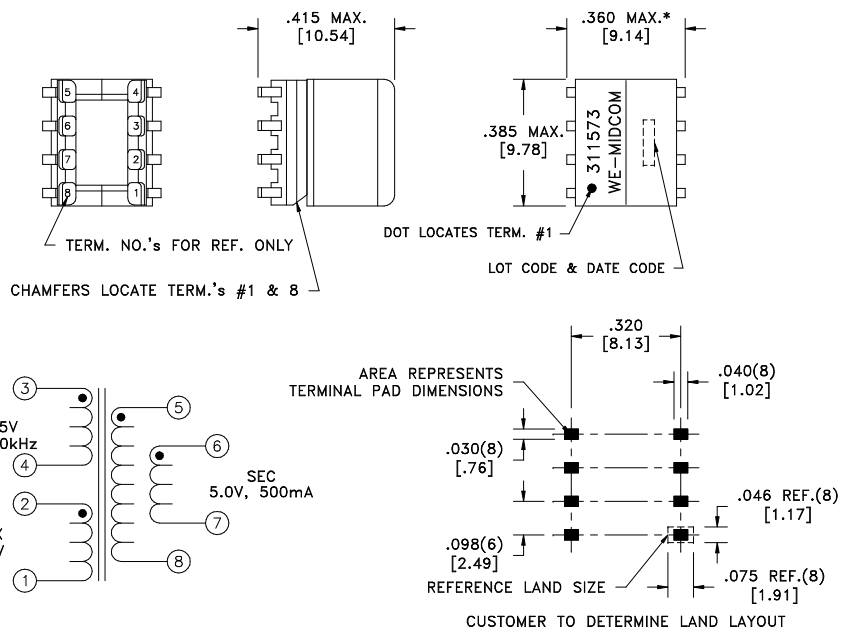 .415 MAX.
[10.54]
.360 MAX.*
[9.14]
5 4
6 3
7 2
8 1
.385 MAX.
[9.78]
311573
WE-MIDCOM
TERM. NO.'s FOR REF. ONLY
DOT LOCATES TERM. #1
LOT CODE & DATE CODE
CHAMFERS LOCATE TERM.'s #1 & 8
3
5V
0kHz
4
2
1
5
6
7
8
SEC
5.0V, 500mA
.320
[8.13]
AREA REPRESENTS
TERMINAL PAD DIMENSIONS
.040(8)
[1.02]
.030(8)
[.76]
.046 REF.(8)
[1.17]
.098(6)
[2.49]
REFERENCE LAND SIZE
.075 REF.(8)
[1.91]
CUSTOMER TO DETERMINE LAND LAYOUT